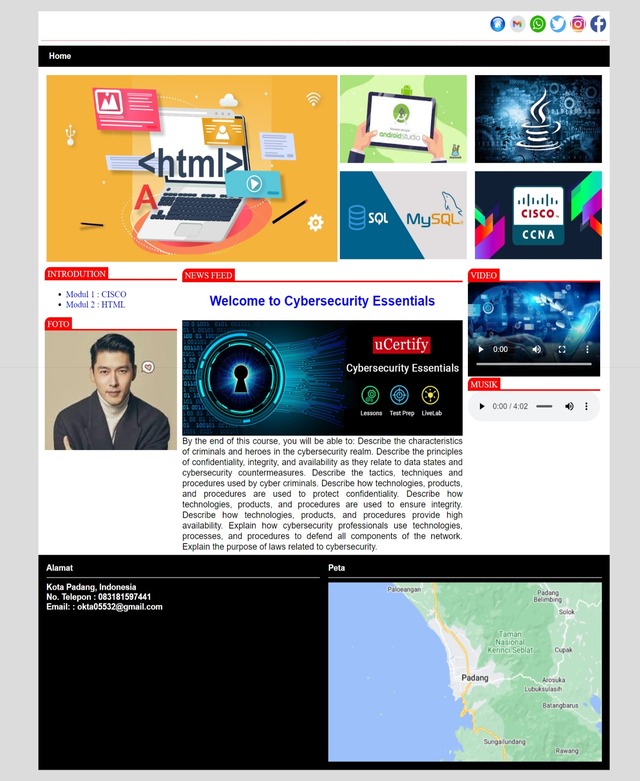 Home
<html>
A
androidstudio
SQL
MySQL
CISCO
CCNA
INTRODUTION
Modul 1 : CISCO
Modul 2 : HTML
FOTO
NEWS FEED
Welcome to Cybersecurity Essentials
uCertify
Cybersecurity Essentials
Lessons
Test Prep
LiveLab
By the end of this course, you will be able to: Describe the characteristics
of criminals and heroes in the cybersecurity realm. Describe the principles
of confidentiality, integrity, and availability as they relate to data states and
cybersecurity countermeasures. Describe the tactics, techniques and
procedures used by cyber criminals. Describe how technologies, products,
and procedures are used to protect confidentiality. Describe how
technologies, products, and procedures are used to ensure integrity.
Describe how technologies, products, and procedures provide high
availability. Explain how cybersecurity professionals use technologies,
processes, and procedures to defend all components of the network.
Explain the purpose of laws related to cybersecurity.
VIDEO
0:00
MUSIK
0:00 / 4:02
Alamat
Kota Padang, Indonesia
No. Telepon : 083181597441
Email: : okta05532@gmail.com
Peta
Paloengan
Padang
Belimbing
Solok
Taman
Nasional
Kerinci Seblat
Cupak
Padang
Arosuka
Lubuksulasih
Batangbarus
Sungailundang
Rawang